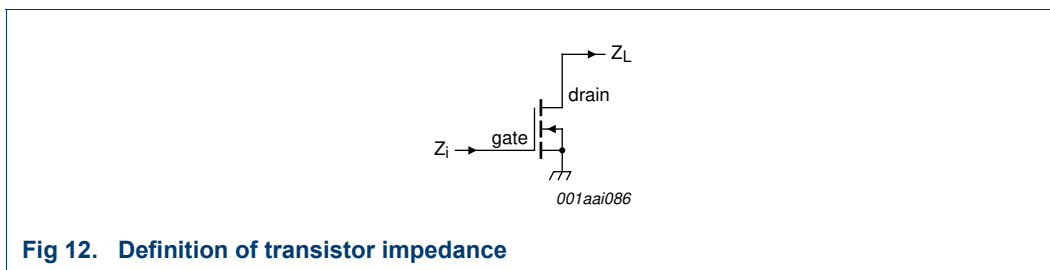 Z_L
drain
gate
Z_i
001aai086
Fig 12. Definition of transistor impedance